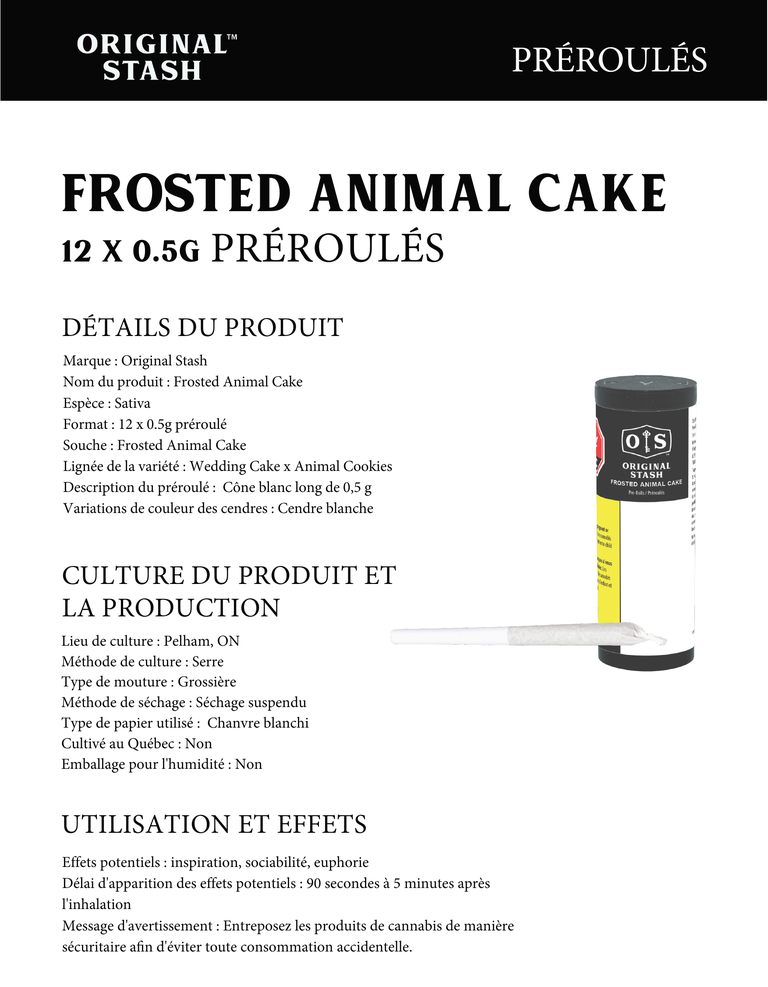 ORIGINAL™
STASH
PRÉROULÉS
FROSTED ANIMAL CAKE
12 X 0.5G PRÉROULÉS
DÉTAILS DU PRODUIT
Marque : Original Stash
Nom du produit : Frosted Animal Cake
Espèce : Sativa
Format : 12 x 0.5g préroulé
Souche : Frosted Animal Cake
Lignée de la variété : Wedding Cake x Animal Cookies
Description du préroulé :  Cône blanc long de 0,5 g
Variations de couleur des cendres : Cendre blanche
OS
ORIGINAL
STASH
FROSTED ANIMAL CAKE
Pre-Rolls / Préroulés
CULTURE DU PRODUIT ET
LA PRODUCTION
Lieu de culture : Pelham, ON
Méthode de culture : Serre
Type de mouture : Grossière
Méthode de séchage : Séchage suspendu
Type de papier utilisé :  Chanvre blanchi
Cultivé au Québec : Non
Emballage pour l'humidité : Non
UTILISATION ET EFFETS
Effets potentiels : inspiration, sociabilité, euphorie
Délai d'apparition des effets potentiels : 90 secondes à 5 minutes après
l'inhalation
Message d'avertissement : Entreposez les produits de cannabis de manière
sécuritaire afin d'éviter toute consommation accidentelle.